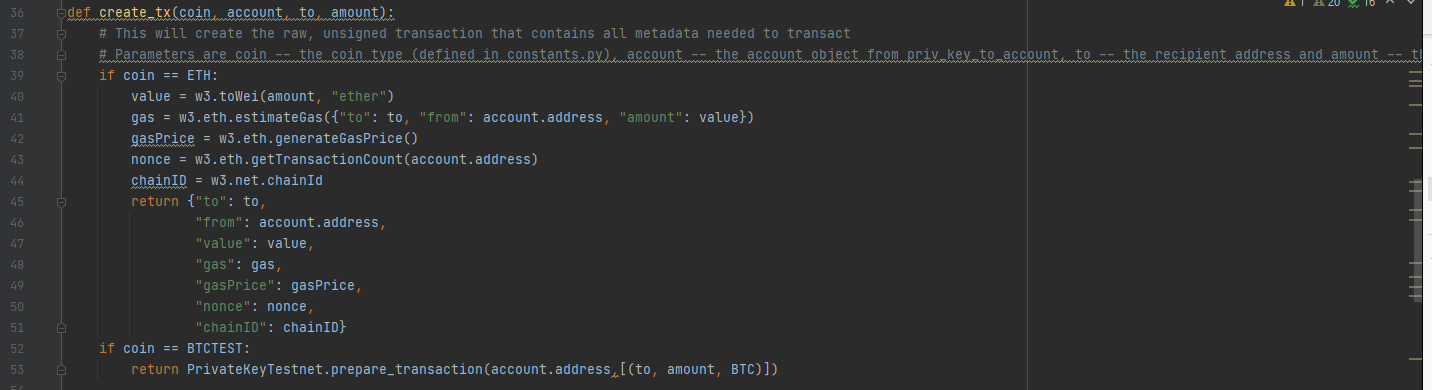 1 20 16
36 def create_tx(coin, account, to, amount):
37 # This will create the raw, unsigned transaction that contains all metadata needed to transact
38 # Parameters are coin -- the coin type (defined in constants.py), account -- the account object from priv_key_to_account, to -- the recipient address and amount -- th
39 if coin == ETH:
40 value = w3.toWei(amount, "ether")
41 gas = w3.eth.estimateGas({"to": to, "from": account.address, "amount": value})
42 gasPrice = w3.eth.generateGasPrice()
43 nonce = w3.eth.getTransactionCount(account.address)
44 chainID = w3.net.chainId
45 return {"to": to,
46 "from": account.address,
47 "value": value,
48 "gas": gas,
49 "gasPrice": gasPrice,
50 "nonce": nonce,
51 "chainID": chainID}
52 if coin == BTCTEST:
53 return PrivateKeyTestnet.prepare_transaction(account.address,[(to, amount, BTC)])